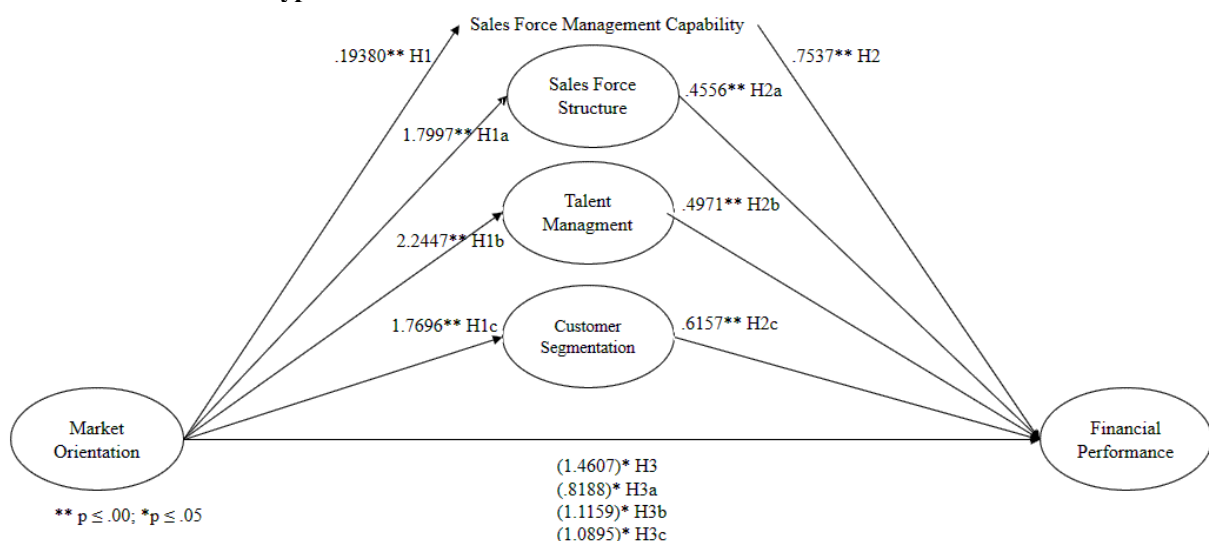 Sales Force Management Capability
.19380** H1
.7537** H2
Sales Force
Structure
.4556** H2a
1.7997** H1a
Talent
Managment
.4971** H2b
2.2447** H1b
Customer
Segmentation
1.7696** H1c
.6157** H2c
Market
Orientation
Financial
Performance
(1.4607)* H3
(.8188)* H3a
(1.1159)* H3b
(1.0895)* H3c
** p ≤ .00; *p ≤ .05